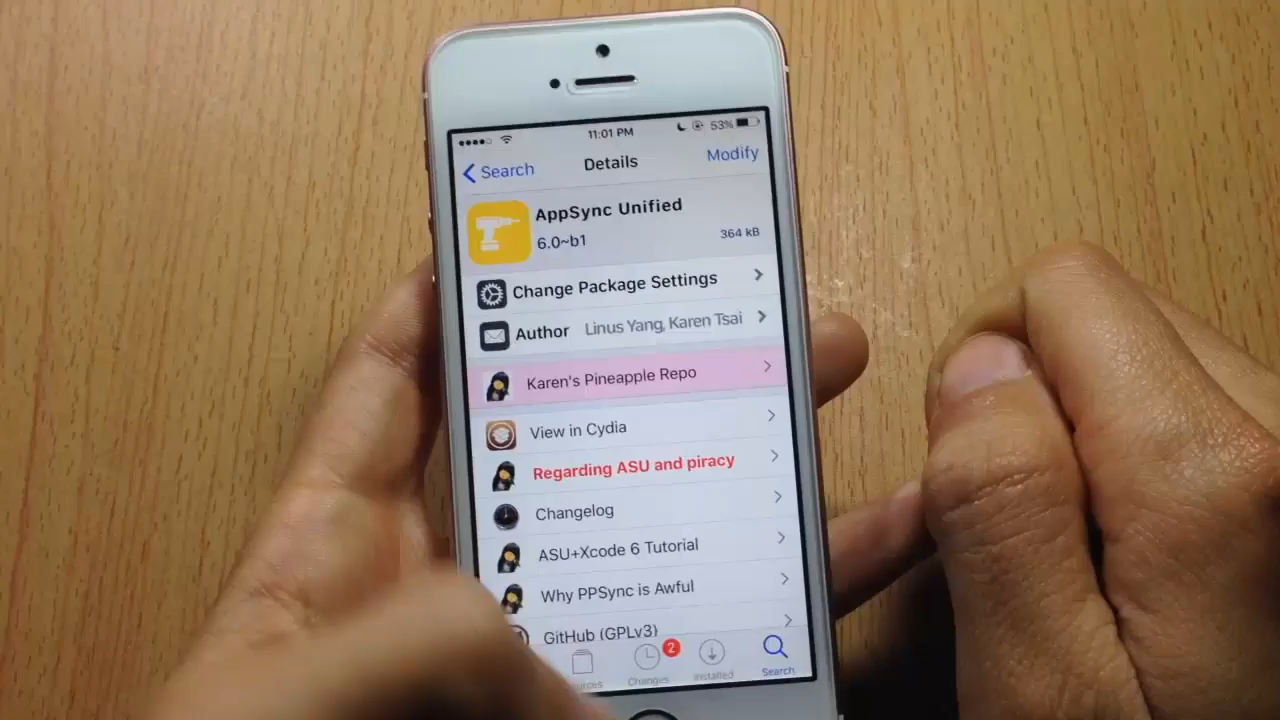 11:01 PM 53%
Search Details Modify
AppSync Unified
6.0~b1 364 kB
Change Package Settings
Author Linus Yang, Karen Tsai
Karen's Pineapple Repo
View in Cydia
Regarding ASU and piracy
Changelog
ASU+Xcode 6 Tutorial
Why PPSync is Awful
GitHub (GPLv3)
2
Changes Installed Search